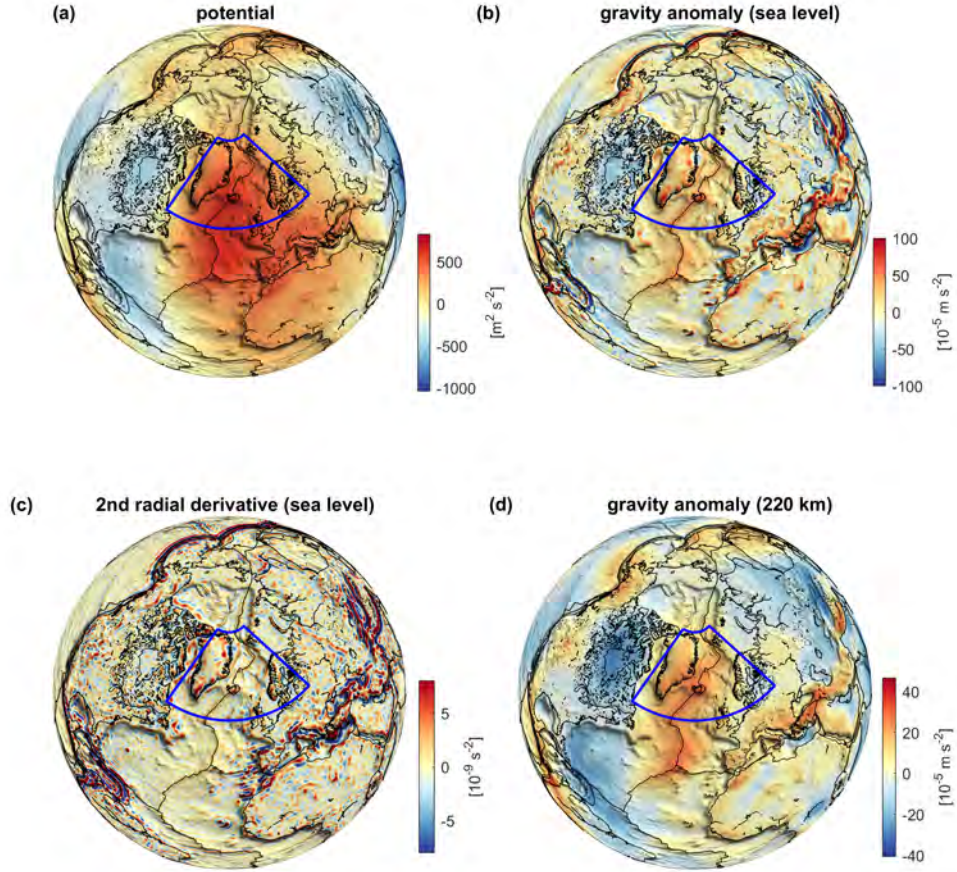 (a) potential
500
0
-500
-1000
[m² s⁻²]
(b) gravity anomaly (sea level)
100
50
0
-50
-100
[10⁻⁵ m s⁻²]
(c) 2nd radial derivative (sea level)
5
0
-5
[10⁻⁹ s⁻²]
(d) gravity anomaly (220 km)
40
20
0
-20
-40
[10⁻⁵ m s⁻²]